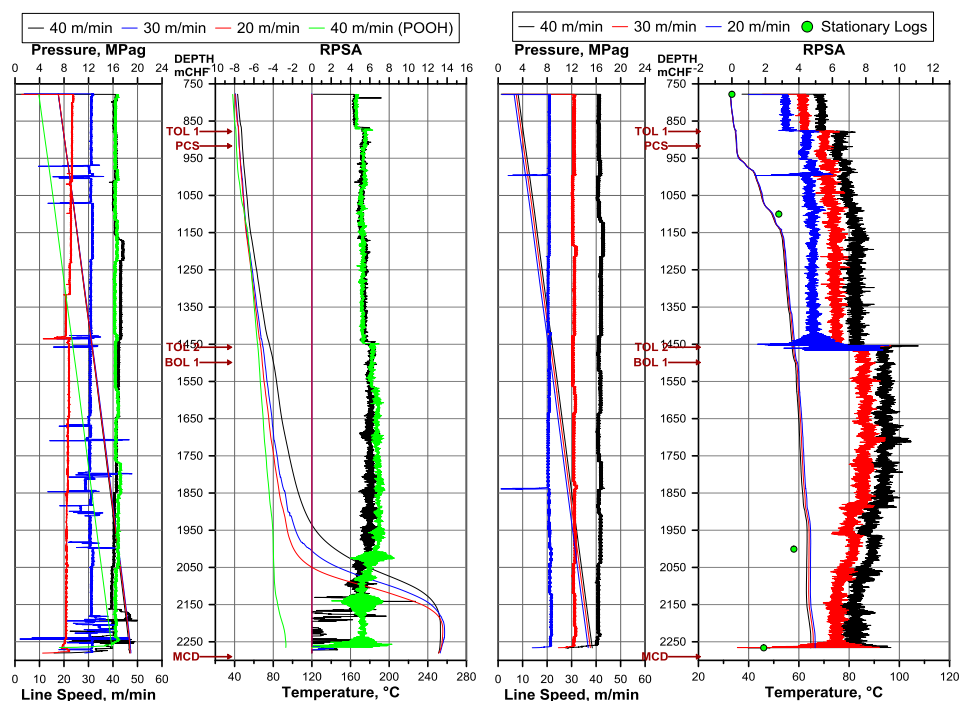 40 m/min 30 m/min 20 m/min 40 m/min (POOH)
40 m/min 30 m/min 20 m/min Stationary Logs
Pressure, MPag
0 4 8 12 16 20 24
DEPTH
mCHF
RPSA
-10 -8 -6 -4 -2 0 2 4 6 8 10 12 14
750
850
TOL 1
PCS
950
1050
1150
1250
1350
1450
TOL 2
BOL 1
1550
1650
1750
1850
1950
2050
2150
2250
MCD
0 10 20 30 40 50 60
Line Speed, m/min
40 80 120 160 200 240 280
Temperature, °C
Pressure, MPag
0 4 8 12 16 20 24
DEPTH
mCHF
RPSA
-2 0 2 4 6 8 10 12
750
850
TOL 1
PCS
950
1050
1150
1250
1350
1450
TOL 2
BOL 1
1550
1650
1750
1850
1950
2050
2150
2250
MCD
0 10 20 30 40 50 60
Line Speed, m/min
20 40 60 80 100 120
Temperature, °C